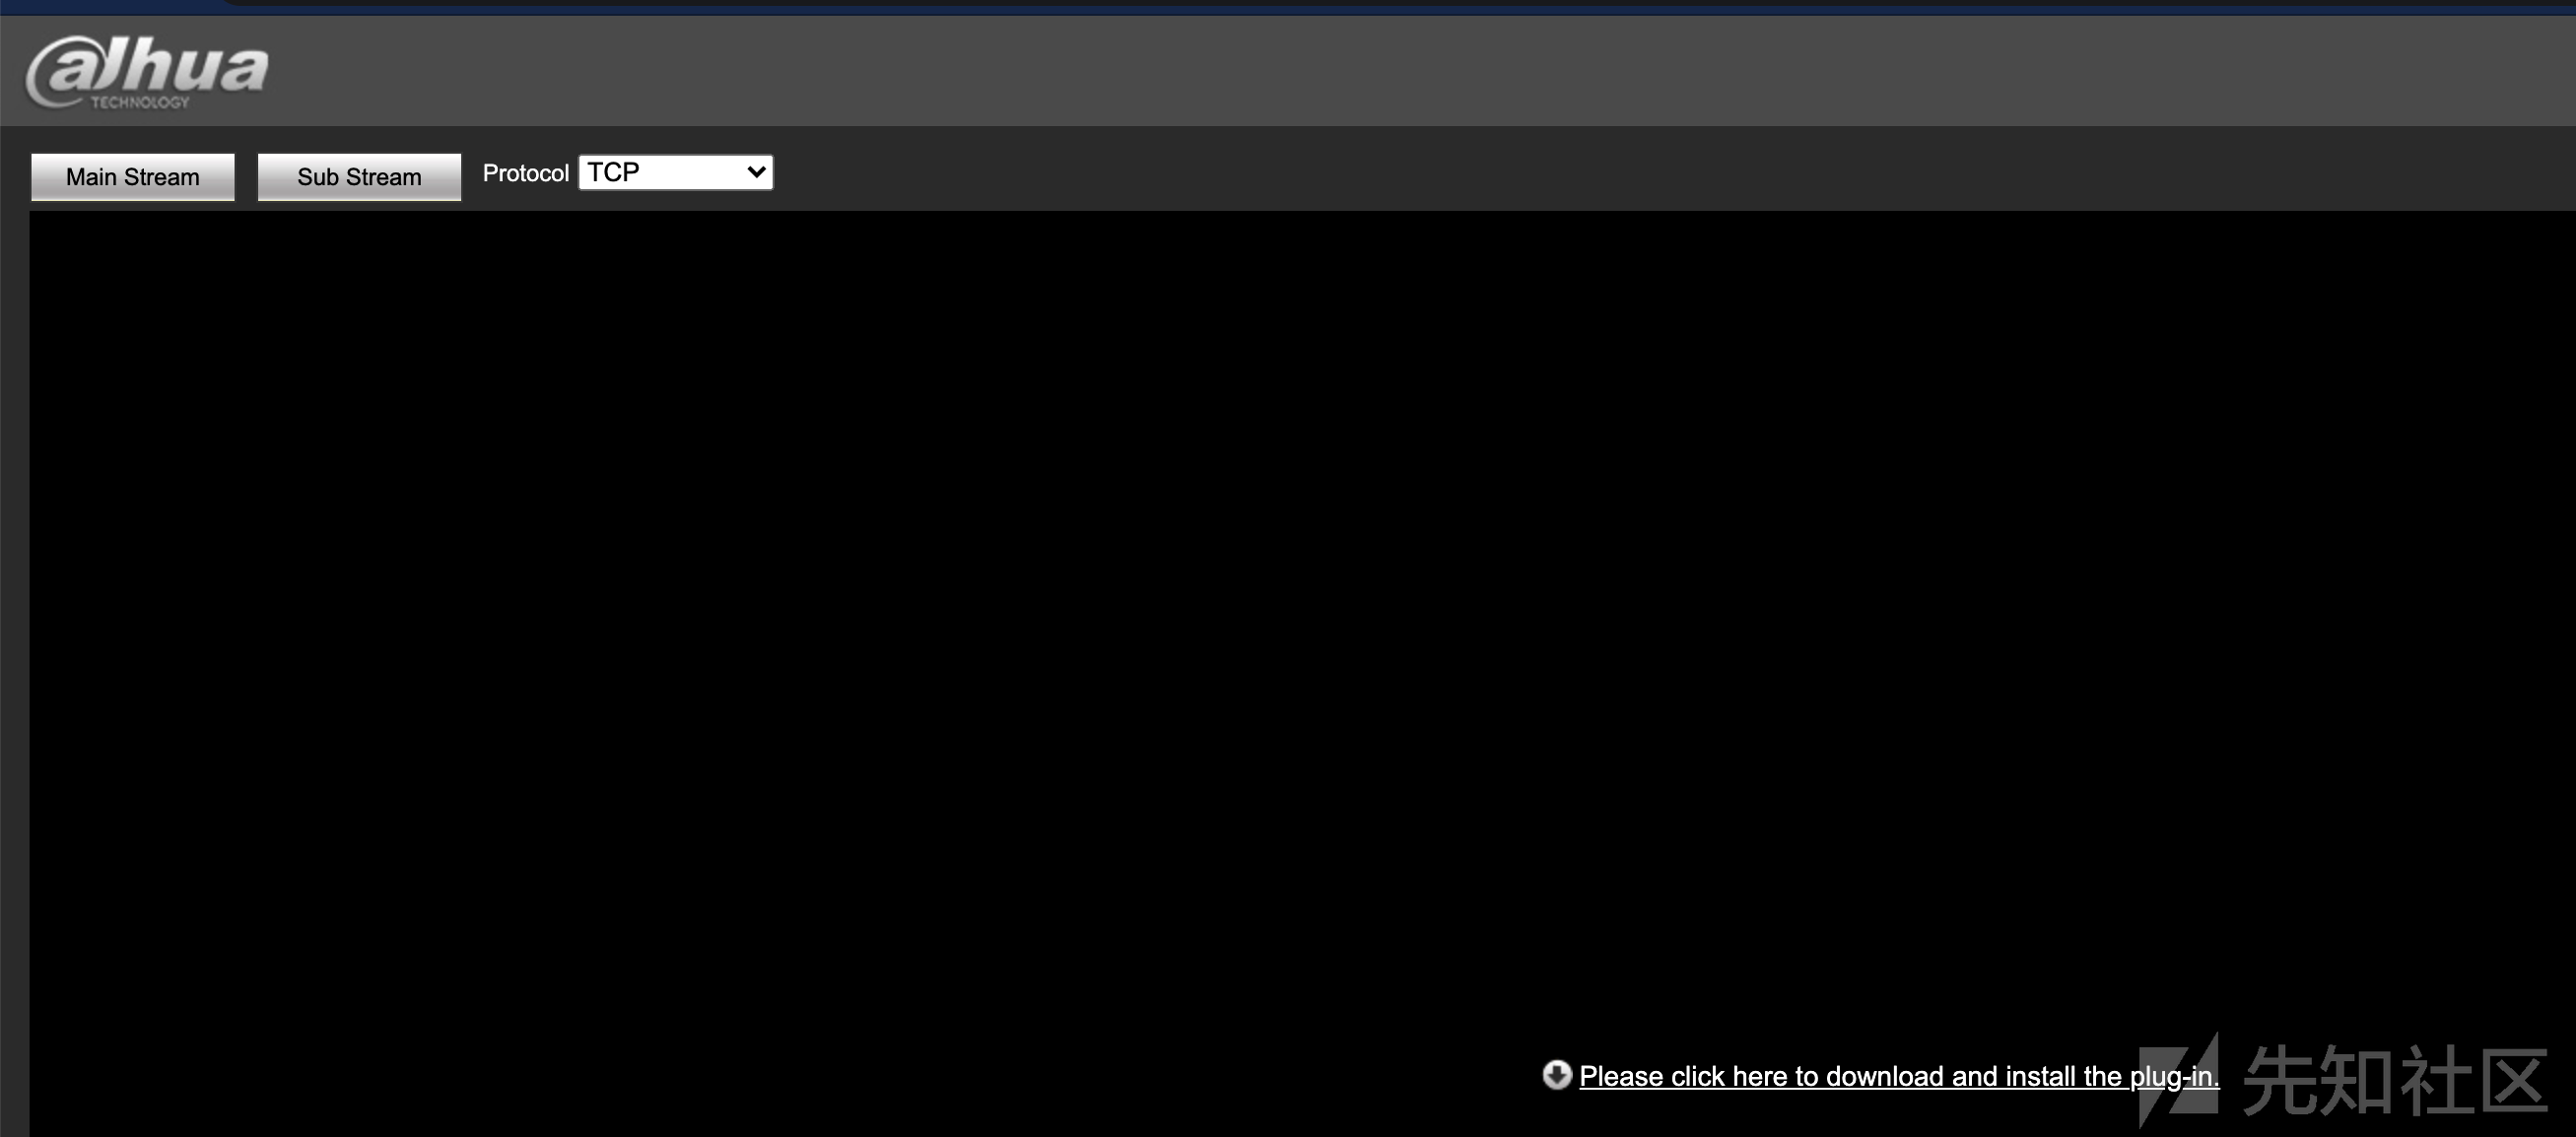 alhua
TECHNOLOGY
Main Stream Sub Stream Protocol TCP
Please click here to download and install the plug-in.
先知社区